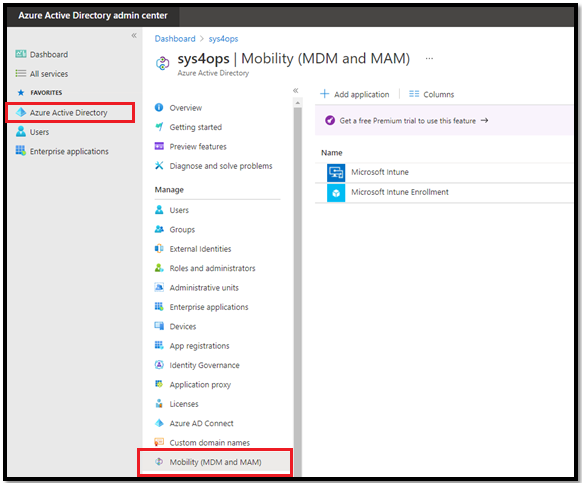 Azure Active Directory admin center
Dashboard
All services
FAVORITES
Azure Active Directory
Users
Enterprise applications
Dashboard > sys4ops
sys4ops | Mobility (MDM and MAM) ...
Azure Active Directory
Overview
Getting started
Preview features
Diagnose and solve problems
Manage
Users
Groups
External Identities
Roles and administrators
Administrative units
Enterprise applications
Devices
App registrations
Identity Governance
Application proxy
Licenses
Azure AD Connect
Custom domain names
Mobility (MDM and MAM)
+ Add application Columns
Get a free Premium trial to use this feature →
Name
Microsoft Intune
Microsoft Intune Enrollment